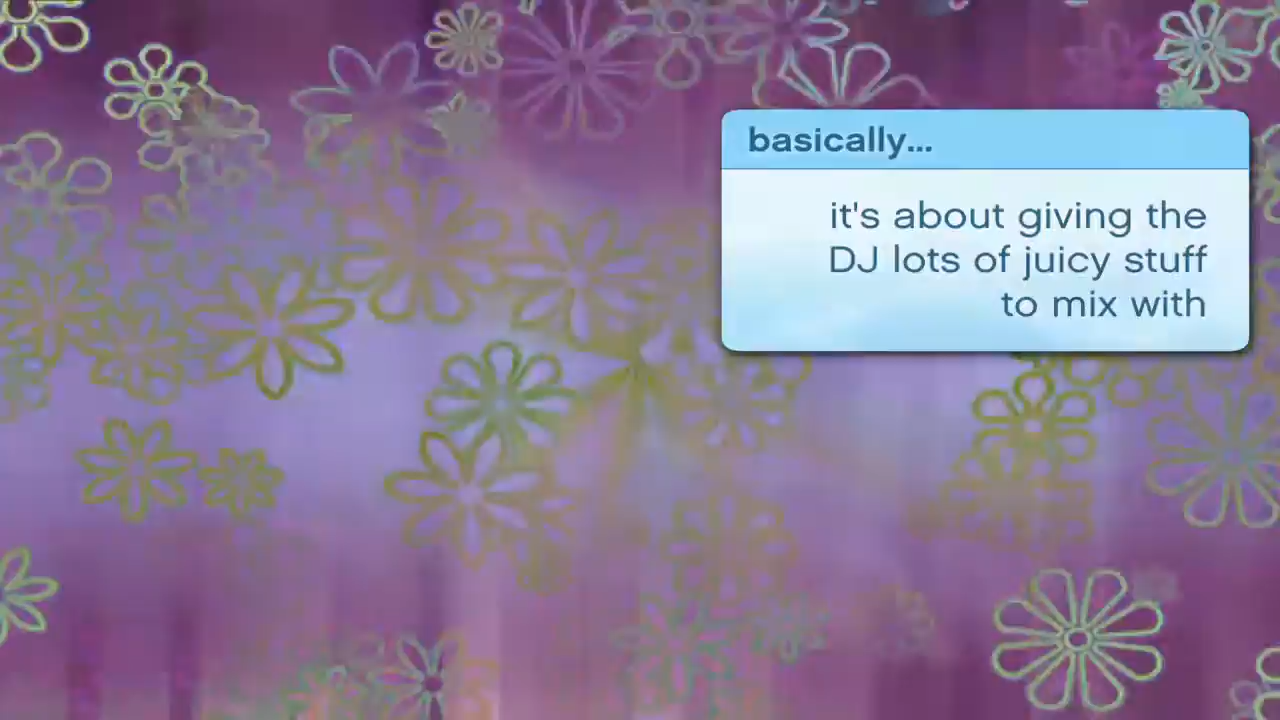 basically...
it's about giving the
DJ lots of juicy stuff
to mix with